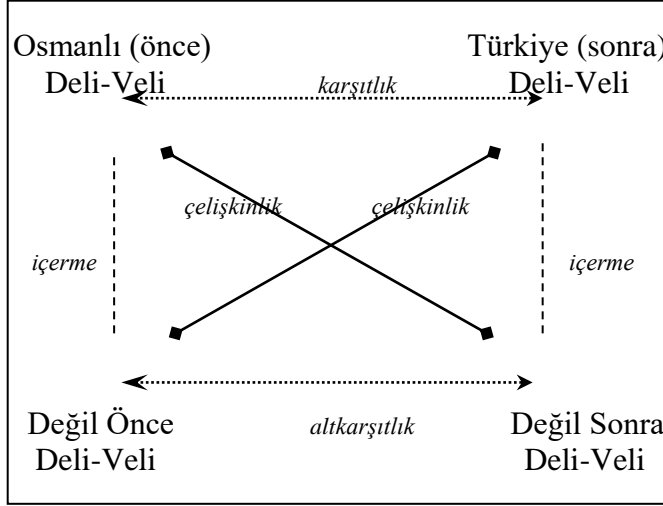 Osmanlı (önce)
Deli-Veli
Türkiye (sonra)
Deli-Veli
karşıtlık
çelişkinlik
çelişkinlik
içerme
içerme
Değil Önce
Deli-Veli
altkarşıtlık
Değil Sonra
Deli-Veli